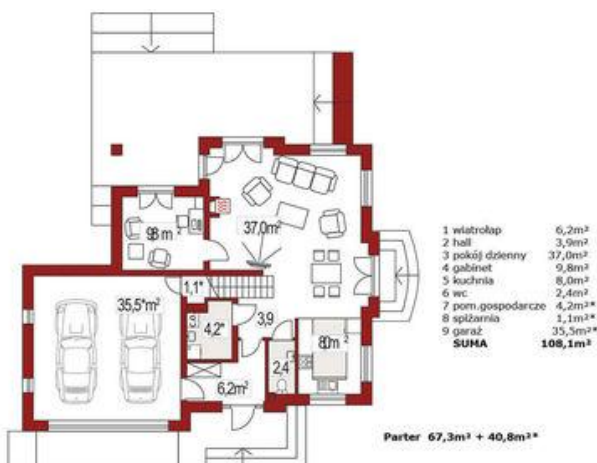 9,8 m²
37,0m²
1,1*
35,5*m²
4,2*
3,9
8,0m²
2,4
6,2m²
1 wiatrołap 6,2m²
2 hall 3,9m²
3 pokój dzienny 37,0m²
4 gabinet 9,8m²
5 kuchnia 8,0m²
6 wc 2,4m²
7 pom.gospodarcze 4,2m²*
8 spiżarnia 1,1m²*
9 garaż 35,5m²*
SUMA 108,1m²
Parter 67,3m² + 40,8m²*